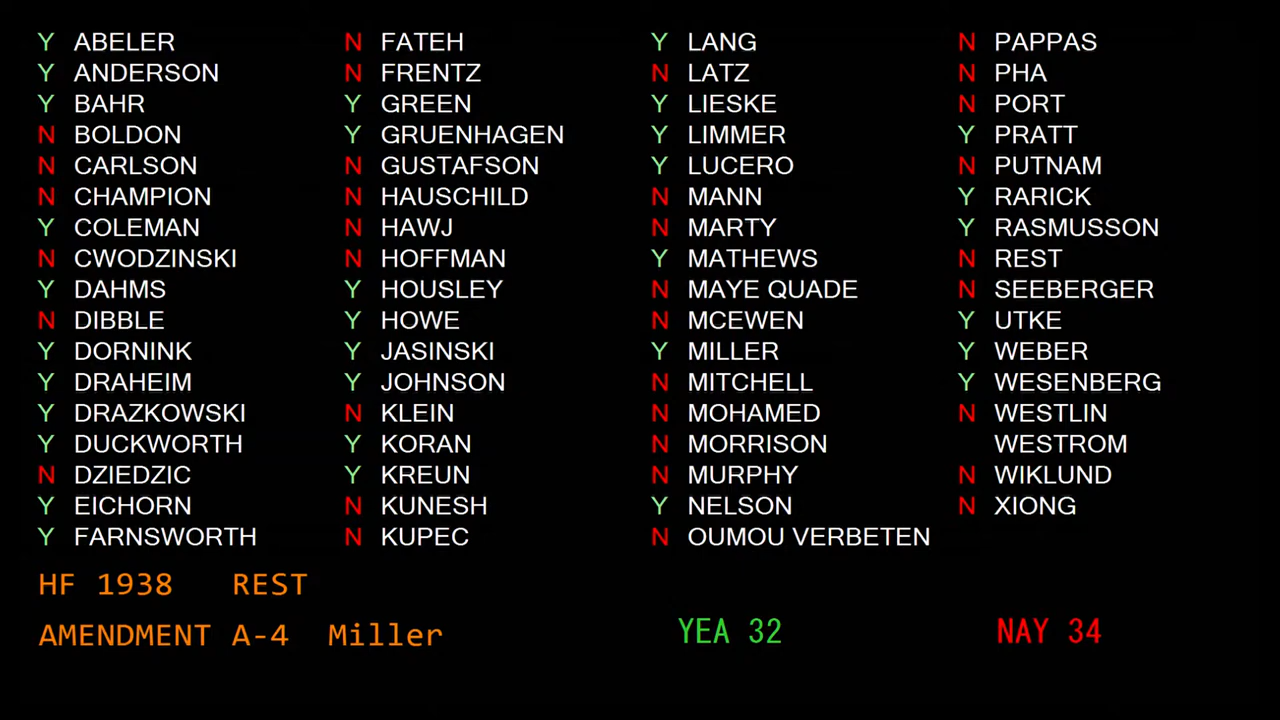 Y ABELER N FATEH Y LANG N PAPPAS
Y ANDERSON N FRENTZ N LATZ N PHA
Y BAHR Y GREEN Y LIESKE N PORT
N BOLDON Y GRUENHAGEN Y LIMMER Y PRATT
N CARLSON N GUSTAFSON Y LUCERO N PUTNAM
N CHAMPION N HAUSCHILD N MANN Y RARICK
Y COLEMAN N HAWJ N MARTY Y RASMUSSON
N CWODZINSKI N HOFFMAN Y MATHEWS N REST
Y DAHMS Y HOUSLEY N MAYE QUADE N SEEBERGER
N DIBBLE Y HOWE N MCEWEN Y UTKE
Y DORNINK Y JASINSKI Y MILLER Y WEBER
Y DRAHEIM Y JOHNSON N MITCHELL Y WESENBERG
Y DRAZKOWSKI N KLEIN N MOHAMED N WESTLIN
Y DUCKWORTH Y KORAN N MORRISON WESTROM
N DZIEDZIC Y KREUN N MURPHY N WIKLUND
Y EICHORN N KUNESH Y NELSON N XIONG
Y FARNSWORTH N KUPEC N OUMOU VERBETEN
HF 1938 REST
AMENDMENT A-4 Miller YEA 32 NAY 34